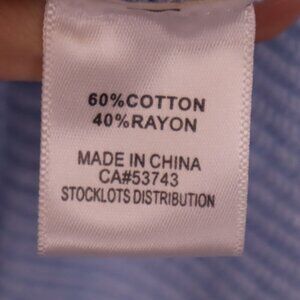 60%COTTON
40%RAYON
MADE IN CHINA
CA#53743
STOCKLOTS DISTRIBUTION